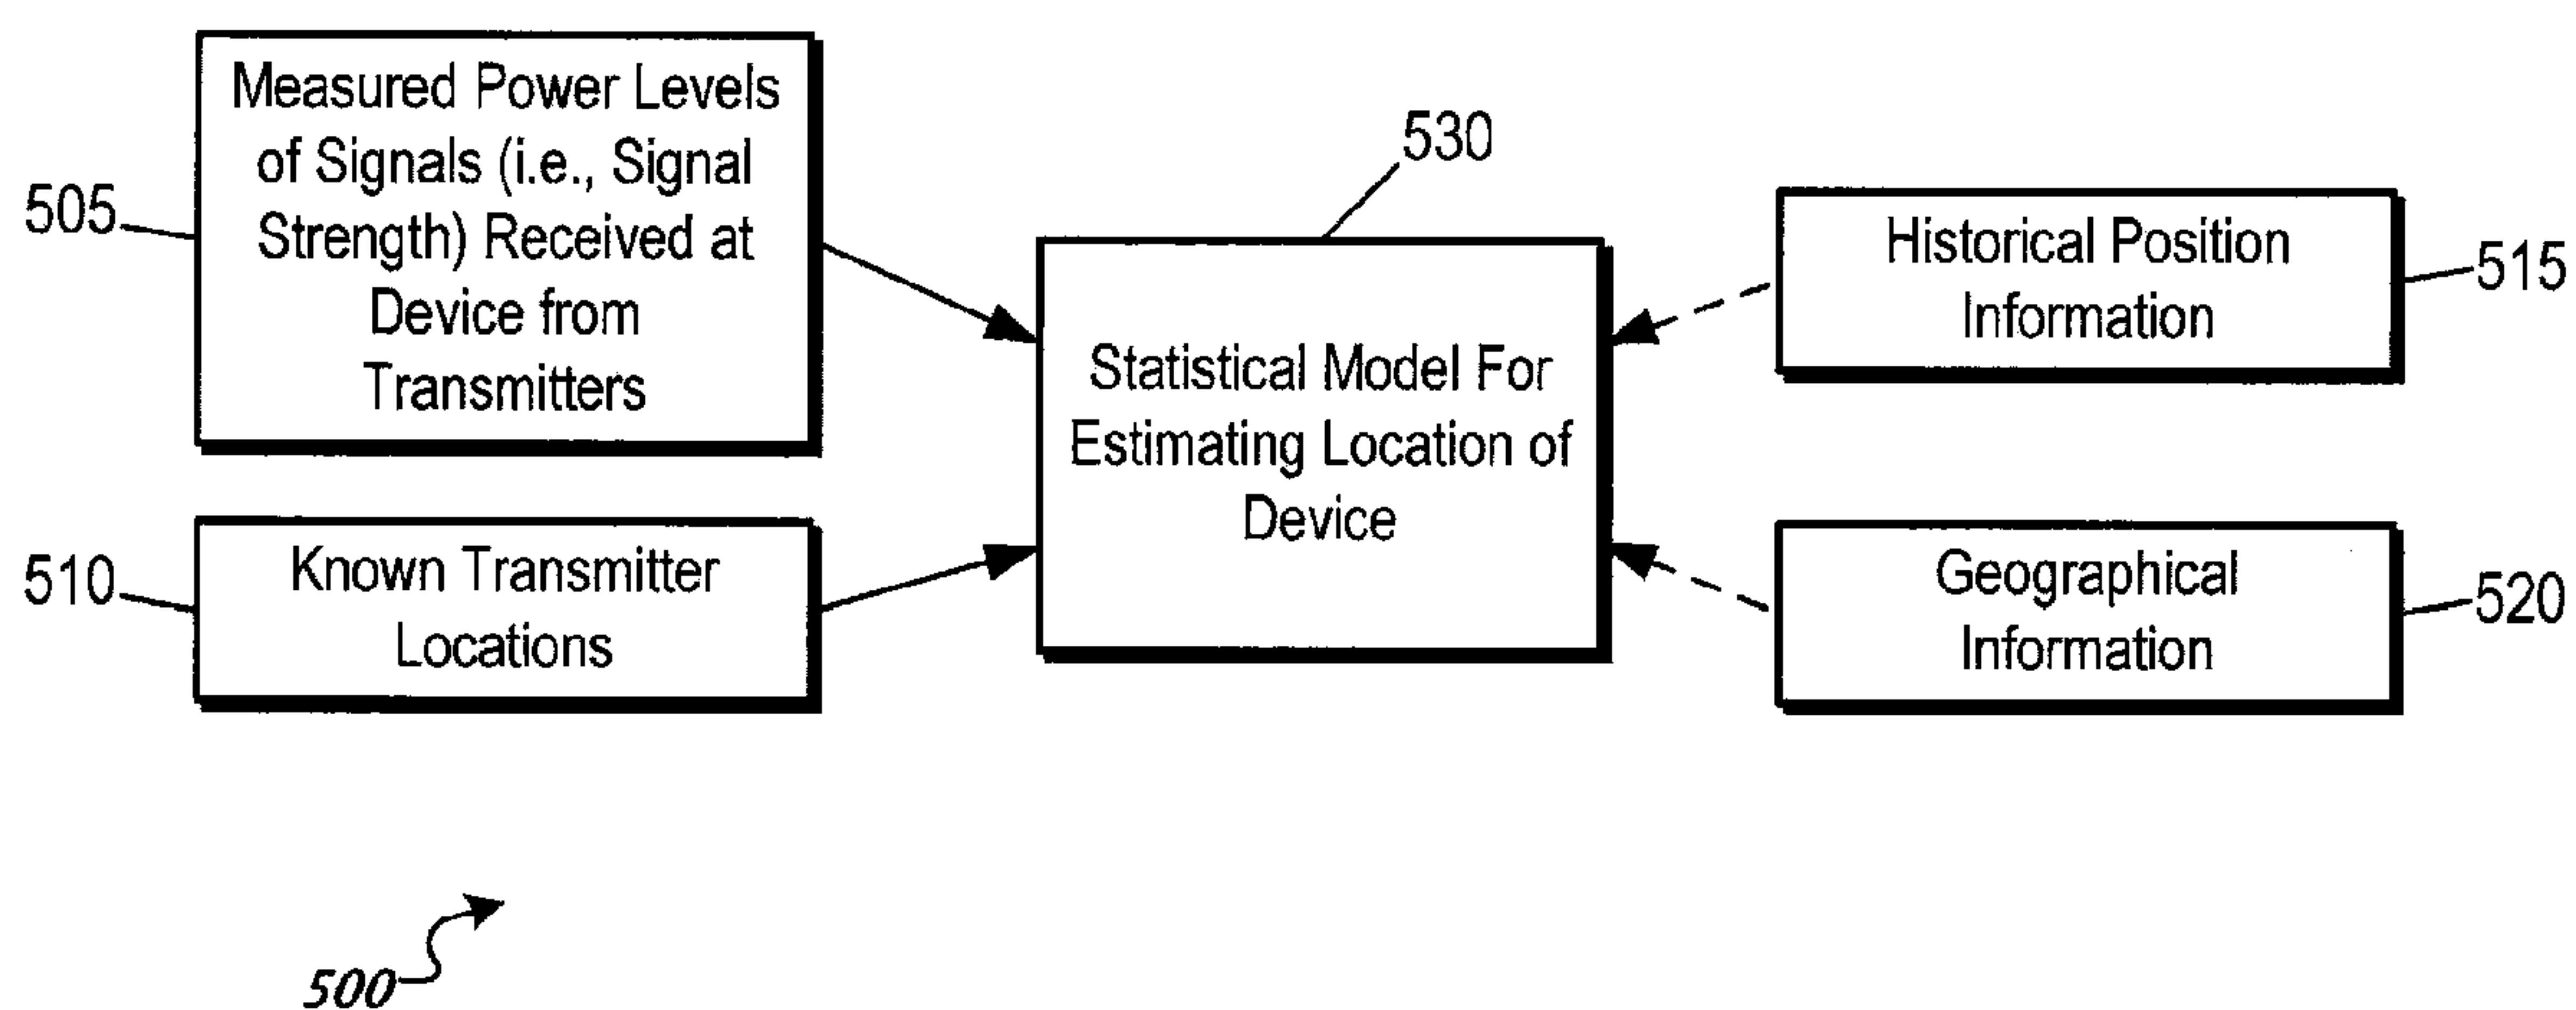 Measured Power Levels
of Signals (i.e., Signal
Strength) Received at
Device from
Transmitters
505
530
Historical Position
Information
515
Statistical Model For
Estimating Location of
Device
510
Known Transmitter
Locations
Geographical
Information
520
500